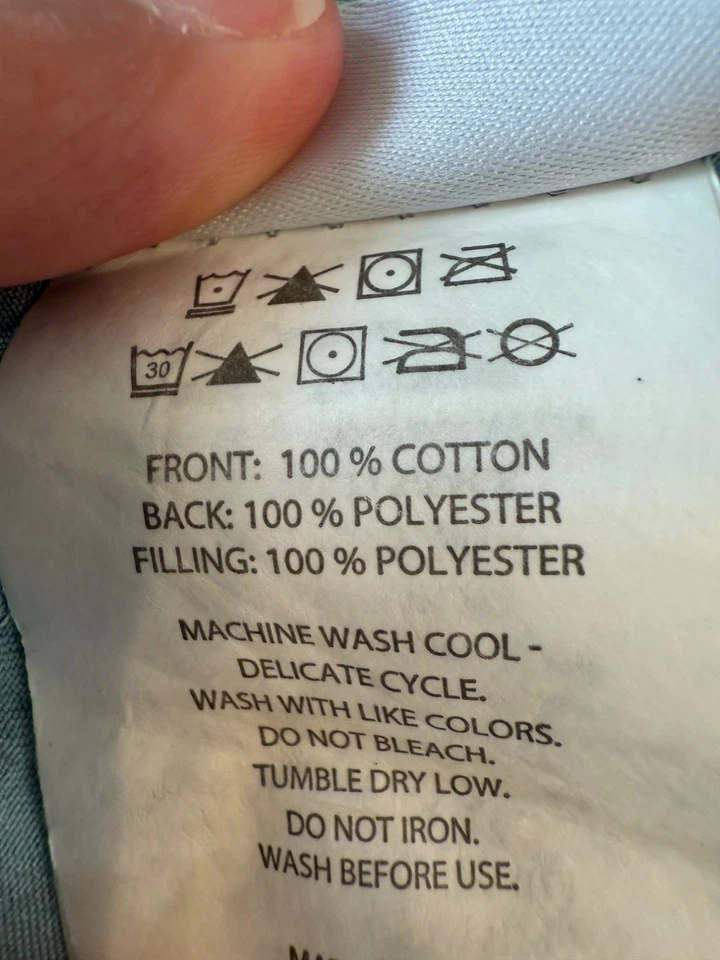 30
FRONT: 100 % COTTON
BACK: 100 % POLYESTER
FILLING: 100 % POLYESTER
MACHINE WASH COOL -
DELICATE CYCLE.
WASH WITH LIKE COLORS.
DO NOT BLEACH.
TUMBLE DRY LOW.
DO NOT IRON.
WASH BEFORE USE.